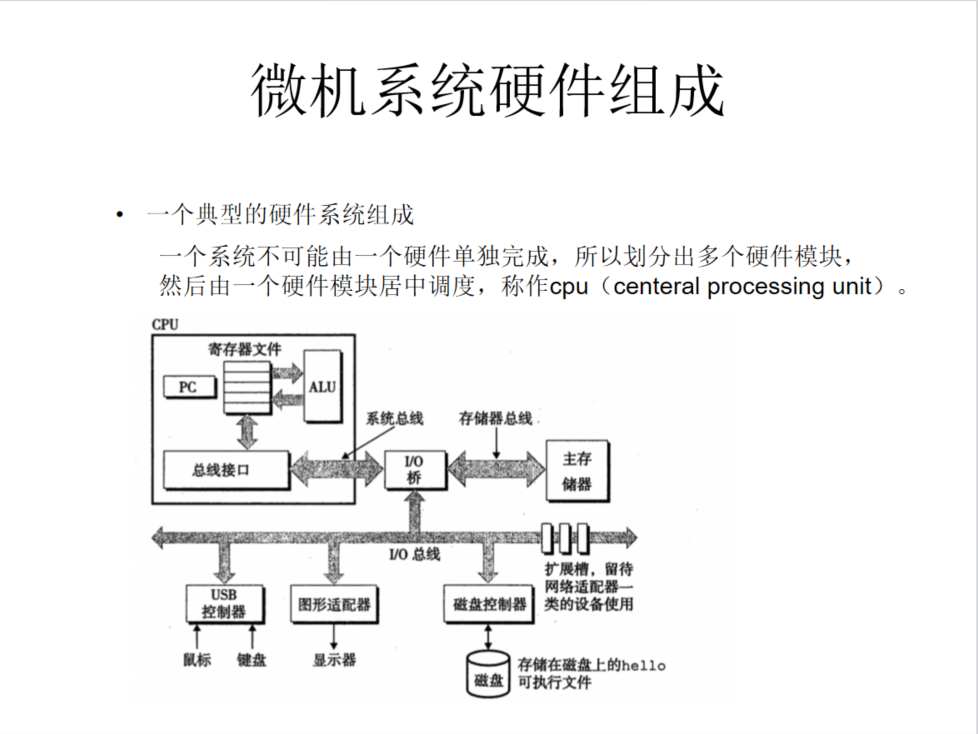 微机系统硬件组成
• 一个典型的硬件系统组成
一个系统不可能由一个硬件单独完成，所以划分出多个硬件模块，
然后由一个硬件模块居中调度，称作cpu（centeral processing unit）。
CPU
寄存器文件
PC
ALU
系统总线
存储器总线
总线接口
I/O
桥
主存
储器
I/O 总线
扩展槽，留待
网络适配器一
类的设备使用
USB
控制器
图形适配器
磁盘控制器
鼠标
键盘
显示器
磁盘
存储在磁盘上的hello
可执行文件